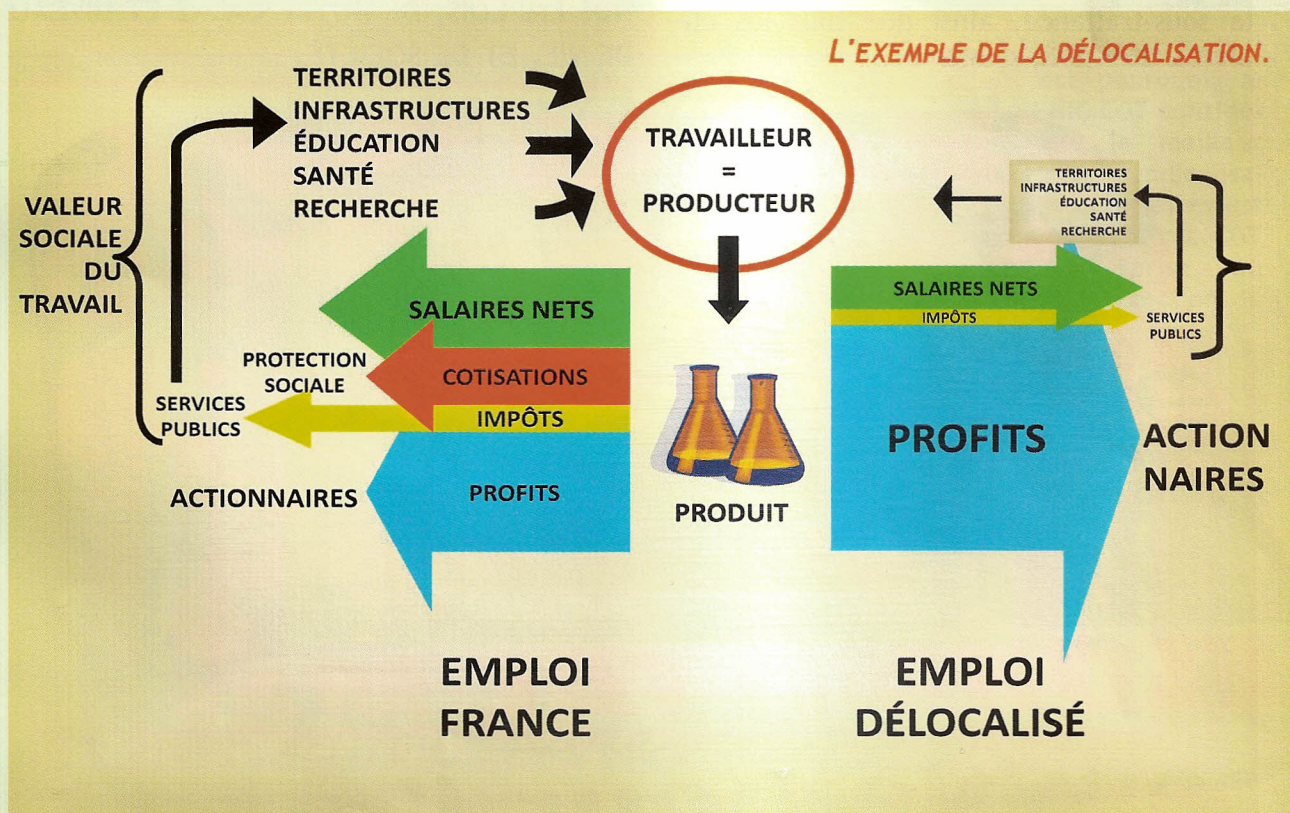 L'EXEMPLE DE LA DÉLOCALISATION.
TERRITOIRES
INFRASTRUCTURES
ÉDUCATION
SANTÉ
RECHERCHE
VALEUR
SOCIALE
DU
TRAVAIL
TRAVAILLEUR
=
PRODUCTEUR
TERRITOIRES
INFRASTRUCTURES
ÉDUCATION
SANTÉ
RECHERCHE
SALAIRES NETS
PROTECTION
SOCIALE
COTISATIONS
SERVICES
PUBLICS
IMPÔTS
ACTIONNAIRES
PROFITS
PRODUIT
SALAIRES NETS
IMPÔTS
SERVICES
PUBLICS
PROFITS
ACTION
NAIRES
EMPLOI
FRANCE
EMPLOI
DÉLOCALISÉ